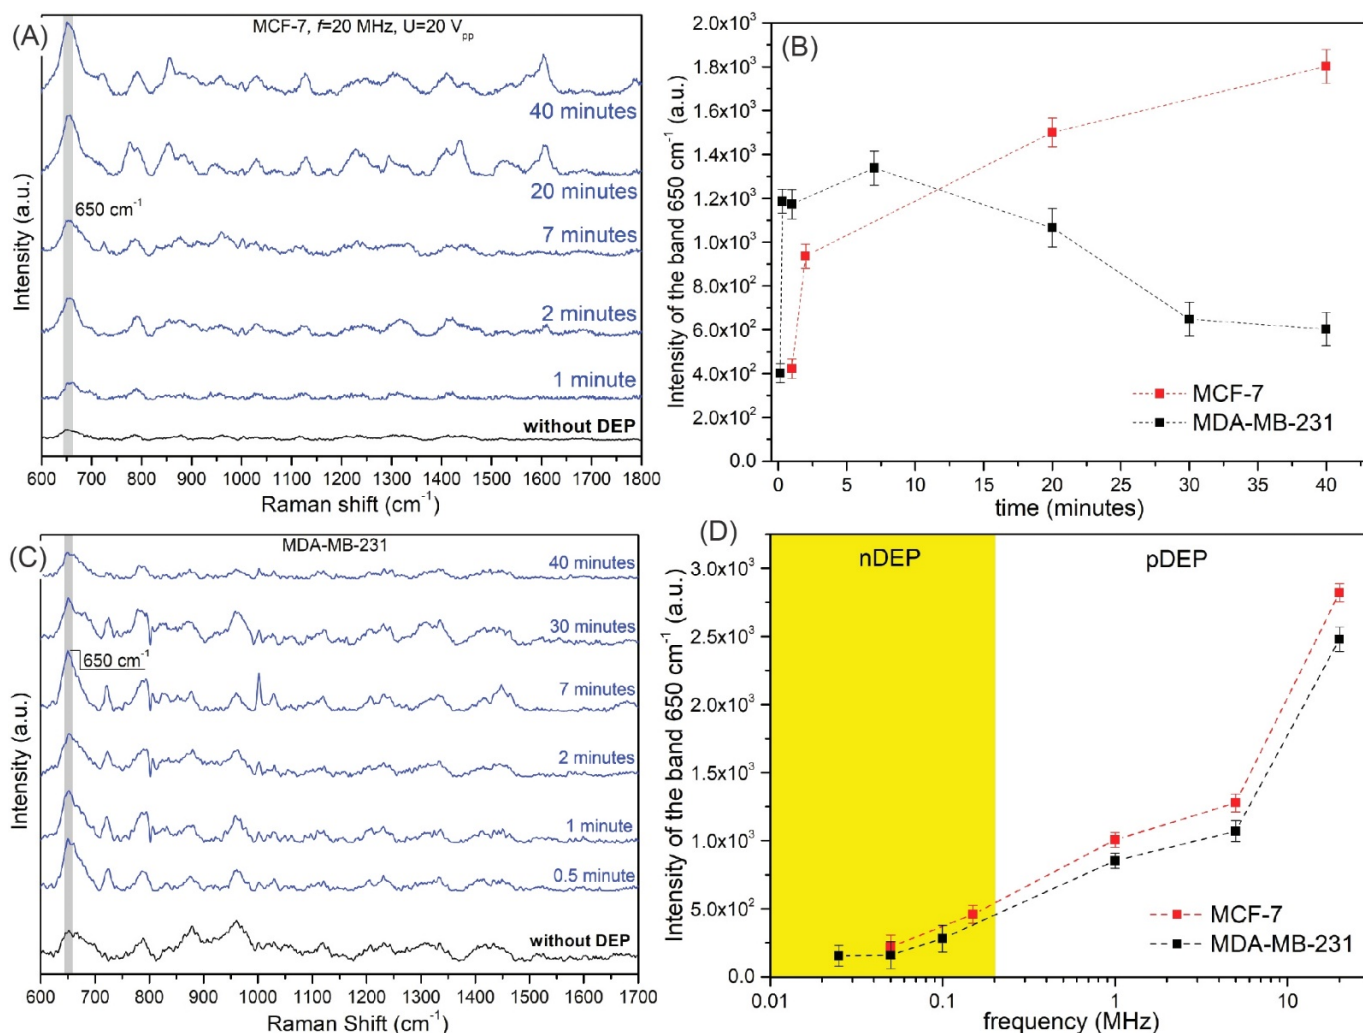 (A)
MCF-7, f=20 MHz, U=20 Vpp
40 minutes
20 minutes
650 cm⁻¹
7 minutes
2 minutes
1 minute
without DEP
Intensity (a.u.)
600 700 800 900 1000 1100 1200 1300 1400 1500 1600 1700 1800
Raman shift (cm⁻¹)
(B)
Intensity of the band 650 cm⁻¹ (a.u.)
2.0x10³
1.8x10³
1.6x10³
1.4x10³
1.2x10³
1.0x10³
8.0x10²
6.0x10²
4.0x10²
2.0x10²
0.0
MCF-7
MDA-MB-231
0 5 10 15 20 25 30 35 40
time (minutes)
(C)
MDA-MB-231
40 minutes
30 minutes
650 cm⁻¹
7 minutes
2 minutes
1 minute
0.5 minute
without DEP
Intensity (a.u.)
600 700 800 900 1000 1100 1200 1300 1400 1500 1600 1700
Raman Shift (cm⁻¹)
(D)
nDEP pDEP
Intensity of the band 650 cm⁻¹ (a.u.)
3.0x10³
2.5x10³
2.0x10³
1.5x10³
1.0x10³
5.0x10²
0.0
MCF-7
MDA-MB-231
0.01 0.1 1 10
frequency (MHz)